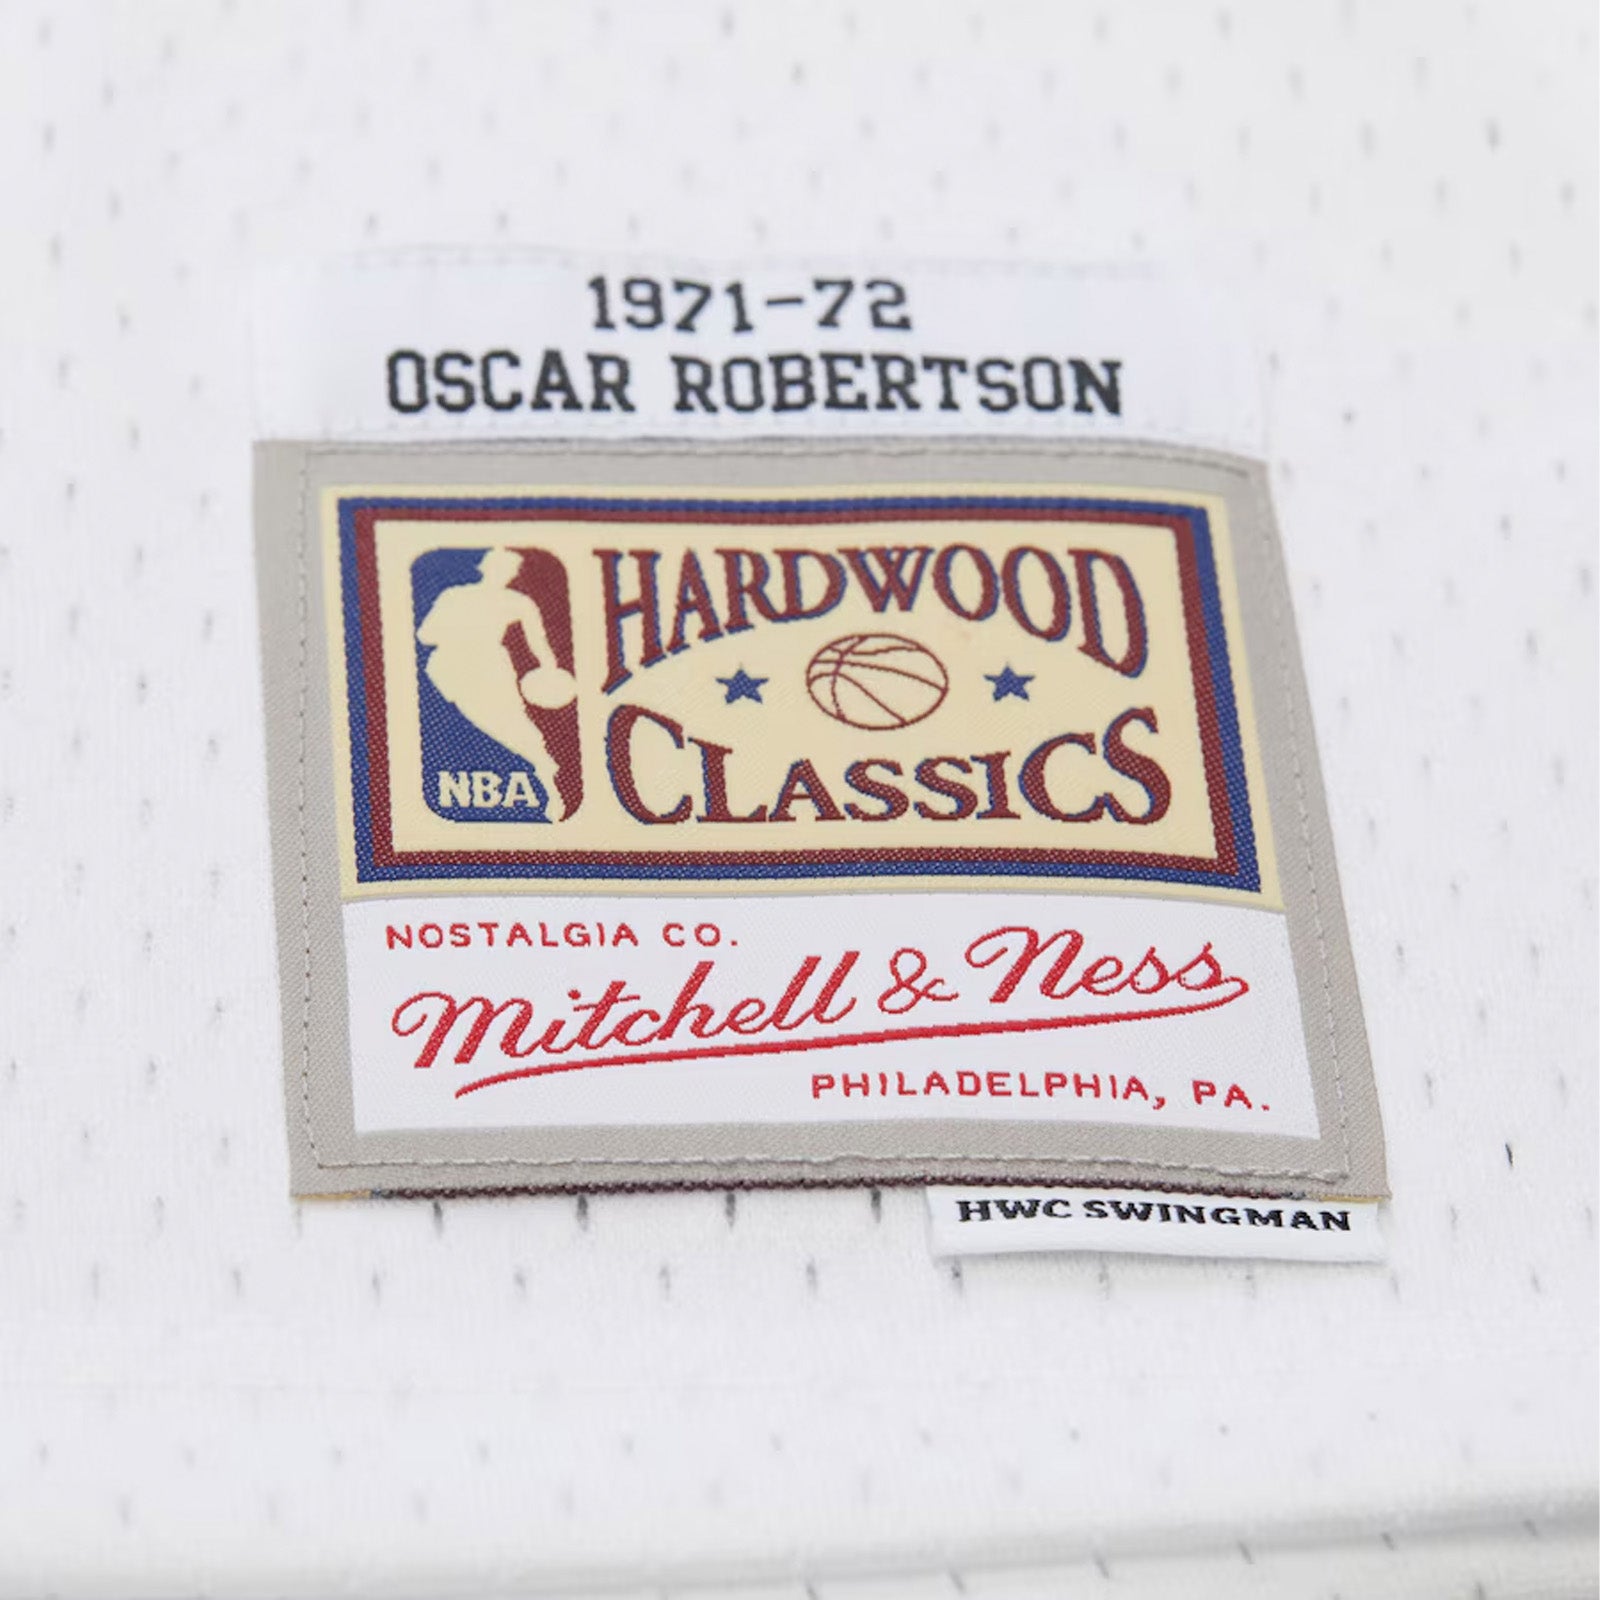 1971-72
OSCAR ROBERTSON
HARDWOOD
CLASSICS
NBA
NOSTALGIA CO.
Mitchell & Ness
PHILADELPHIA, PA.
HWC SWINGMAN